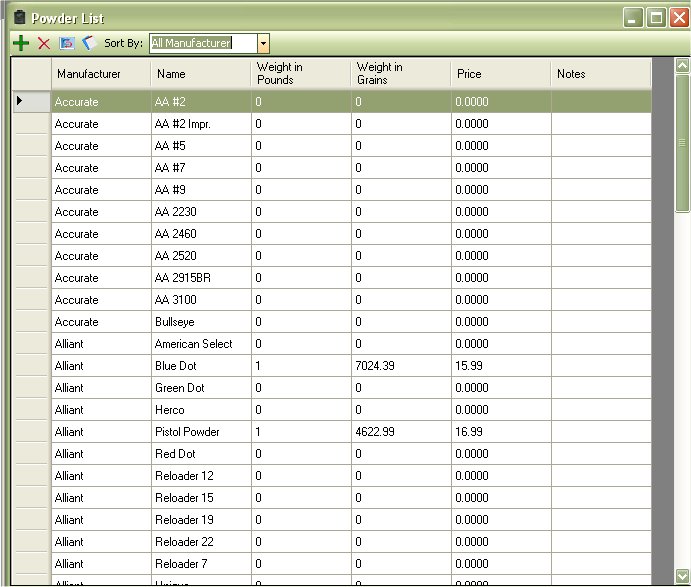 Powder List
Sort By: All Manufacturer
Manufacturer Name Weight in Pounds Weight in Grains Price Notes
Accurate AA #2 0 0 0.0000
Accurate AA #2 Impr. 0 0 0.0000
Accurate AA #5 0 0 0.0000
Accurate AA #7 0 0 0.0000
Accurate AA #9 0 0 0.0000
Accurate AA 2230 0 0 0.0000
Accurate AA 2460 0 0 0.0000
Accurate AA 2520 0 0 0.0000
Accurate AA 2915BR 0 0 0.0000
Accurate AA 3100 0 0 0.0000
Accurate Bullseye 0 0 0.0000
Alliant American Select 0 0 0.0000
Alliant Blue Dot 1 7024.39 15.99
Alliant Green Dot 0 0 0.0000
Alliant Herco 0 0 0.0000
Alliant Pistol Powder 1 4622.99 16.99
Alliant Red Dot 0 0 0.0000
Alliant Reloader 12 0 0 0.0000
Alliant Reloader 15 0 0 0.0000
Alliant Reloader 19 0 0 0.0000
Alliant Reloader 22 0 0 0.0000
Alliant Reloader 7 0 0 0.0000